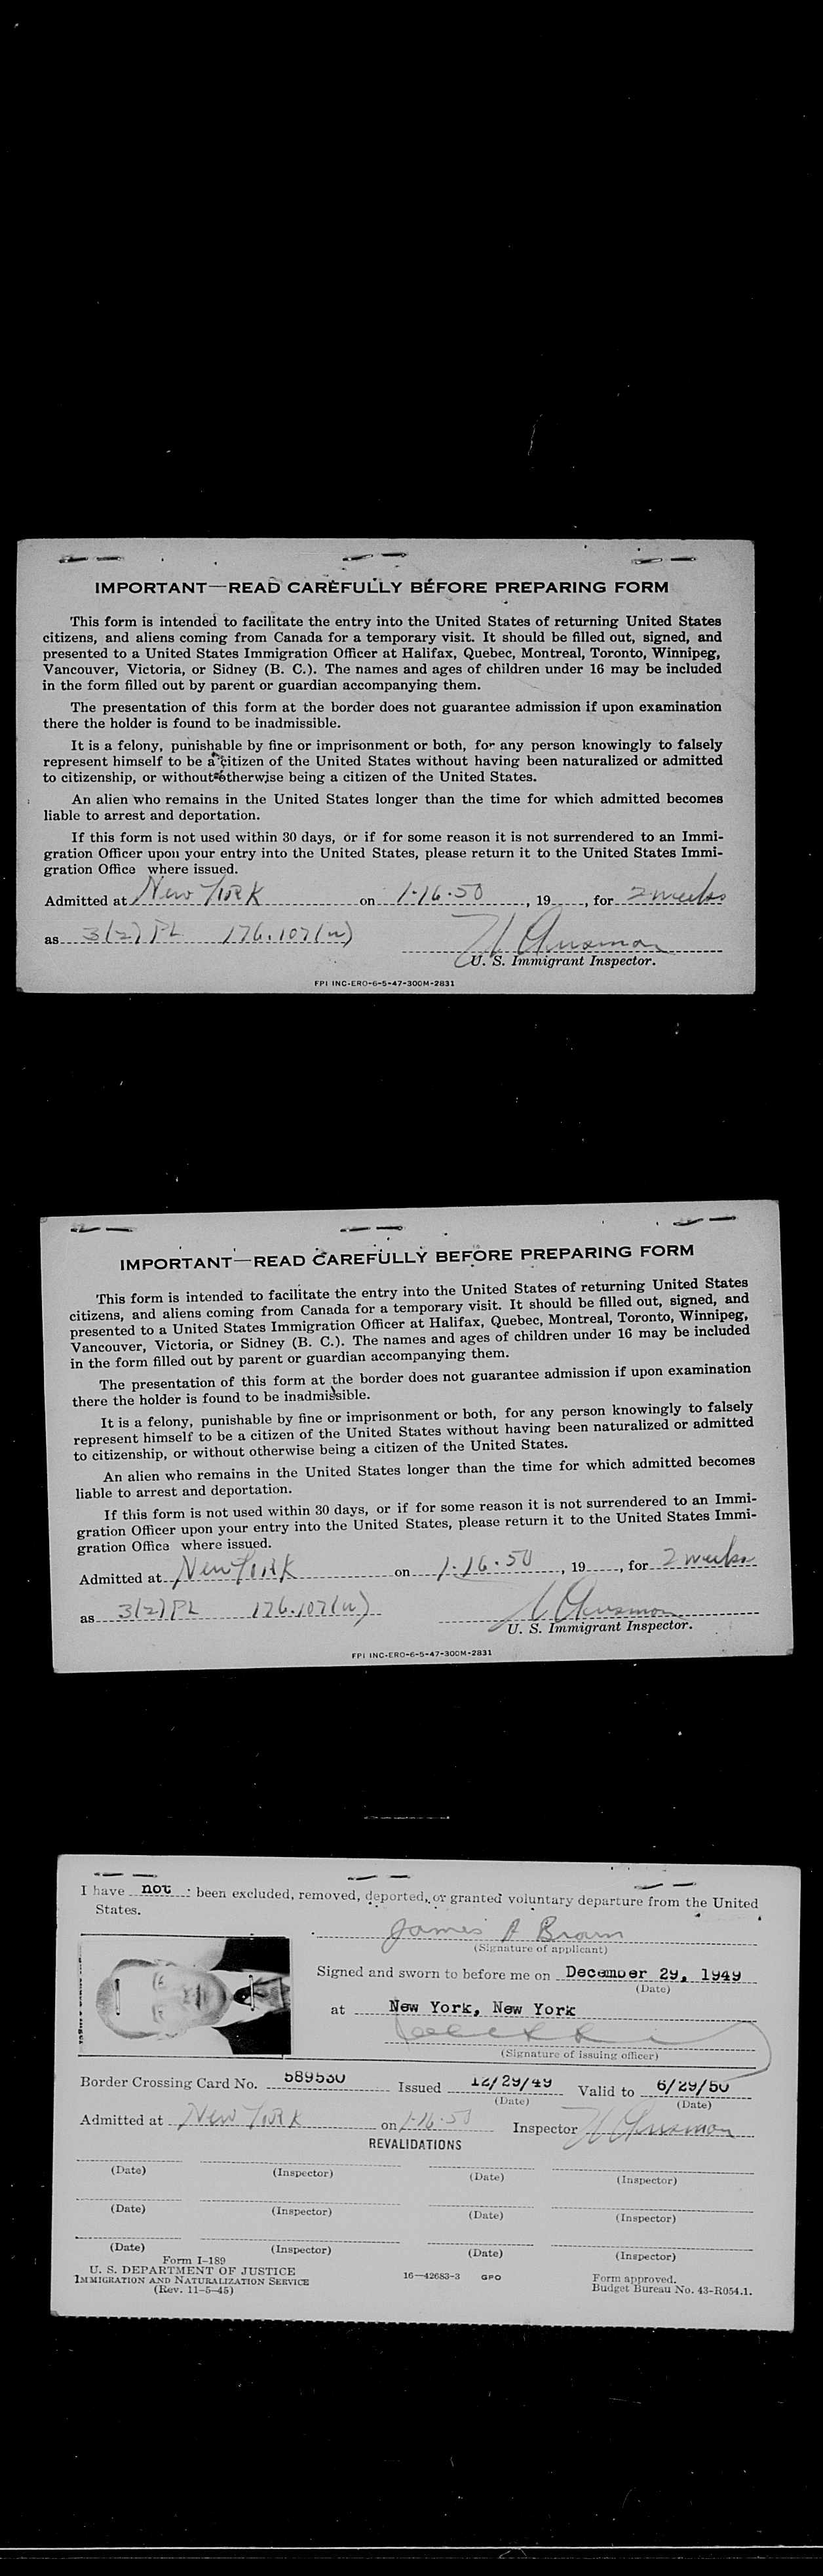 IMPORTANT—READ CAREFULLY BEFORE PREPARING FORM
This form is intended to facilitate the entry into the United States of returning United States
citizens, and aliens coming from Canada for a temporary visit. It should be filled out, signed, and
presented to a United States Immigration Officer at Halifax, Quebec, Montreal, Toronto, Winnipeg,
Vancouver, Victoria, or Sidney (B. C.). The names and ages of children under 16 may be included
in the form filled out by parent or guardian accompanying them.
The presentation of this form at the border does not guarantee admission if upon examination
there the holder is found to be inadmissible.
It is a felony, punishable by fine or imprisonment or both, for any person knowingly to falsely
represent himself to be a citizen of the United States without having been naturalized or admitted
to citizenship, or without otherwise being a citizen of the United States.
An alien who remains in the United States longer than the time for which admitted becomes
liable to arrest and deportation.
If this form is not used within 30 days, or if for some reason it is not surrendered to an Immi-
gration Officer upon your entry into the United States, please return it to the United States Immi-
gration Office where issued.
Admitted at New York on 1-16-50, 19, for 2 weeks
as 3(2) PL 176.107(w)
U. S. Immigrant Inspector.
FPI INC-ERO-6-5-47-300M-2831
IMPORTANT—READ CAREFULLY BEFORE PREPARING FORM
This form is intended to facilitate the entry into the United States of returning United States
citizens, and aliens coming from Canada for a temporary visit. It should be filled out, signed, and
presented to a United States Immigration Officer at Halifax, Quebec, Montreal, Toronto, Winnipeg,
Vancouver, Victoria, or Sidney (B. C.). The names and ages of children under 16 may be included
in the form filled out by parent or guardian accompanying them.
The presentation of this form at the border does not guarantee admission if upon examination
there the holder is found to be inadmissible.
It is a felony, punishable by fine or imprisonment or both, for any person knowingly to falsely
represent himself to be a citizen of the United States without having been naturalized or admitted
to citizenship, or without otherwise being a citizen of the United States.
An alien who remains in the United States longer than the time for which admitted becomes
liable to arrest and deportation.
If this form is not used within 30 days, or if for some reason it is not surrendered to an Immi-
gration Officer upon your entry into the United States, please return it to the United States Immi-
gration Office where issued.
Admitted at New York on 1-16-50, 19, for 2 weeks
as 3(2) PL 176.107(w)
U. S. Immigrant Inspector.
FPI INC-ERO-6-5-47-300M-2831
I have not been excluded, removed, deported, or granted voluntary departure from the United
States.
James A Brown
(Signature of applicant)
Signed and sworn to before me on December 29, 1949
(Date)
at New York, New York
(Signature of issuing officer)
Border Crossing Card No. 589530 Issued 12/29/49 Valid to 6/29/50
(Date) (Date)
Admitted at New York on 1-16-50 Inspector
REVALIDATIONS
(Date) (Inspector) (Date) (Inspector)
(Date) (Inspector) (Date) (Inspector)
(Date) (Inspector) (Date) (Inspector)
Form I-189
U. S. DEPARTMENT OF JUSTICE
IMMIGRATION AND NATURALIZATION SERVICE
(Rev. 11-5-45)
16—42683-3 GPO
Form approved.
Budget Bureau No. 43-R054.1.